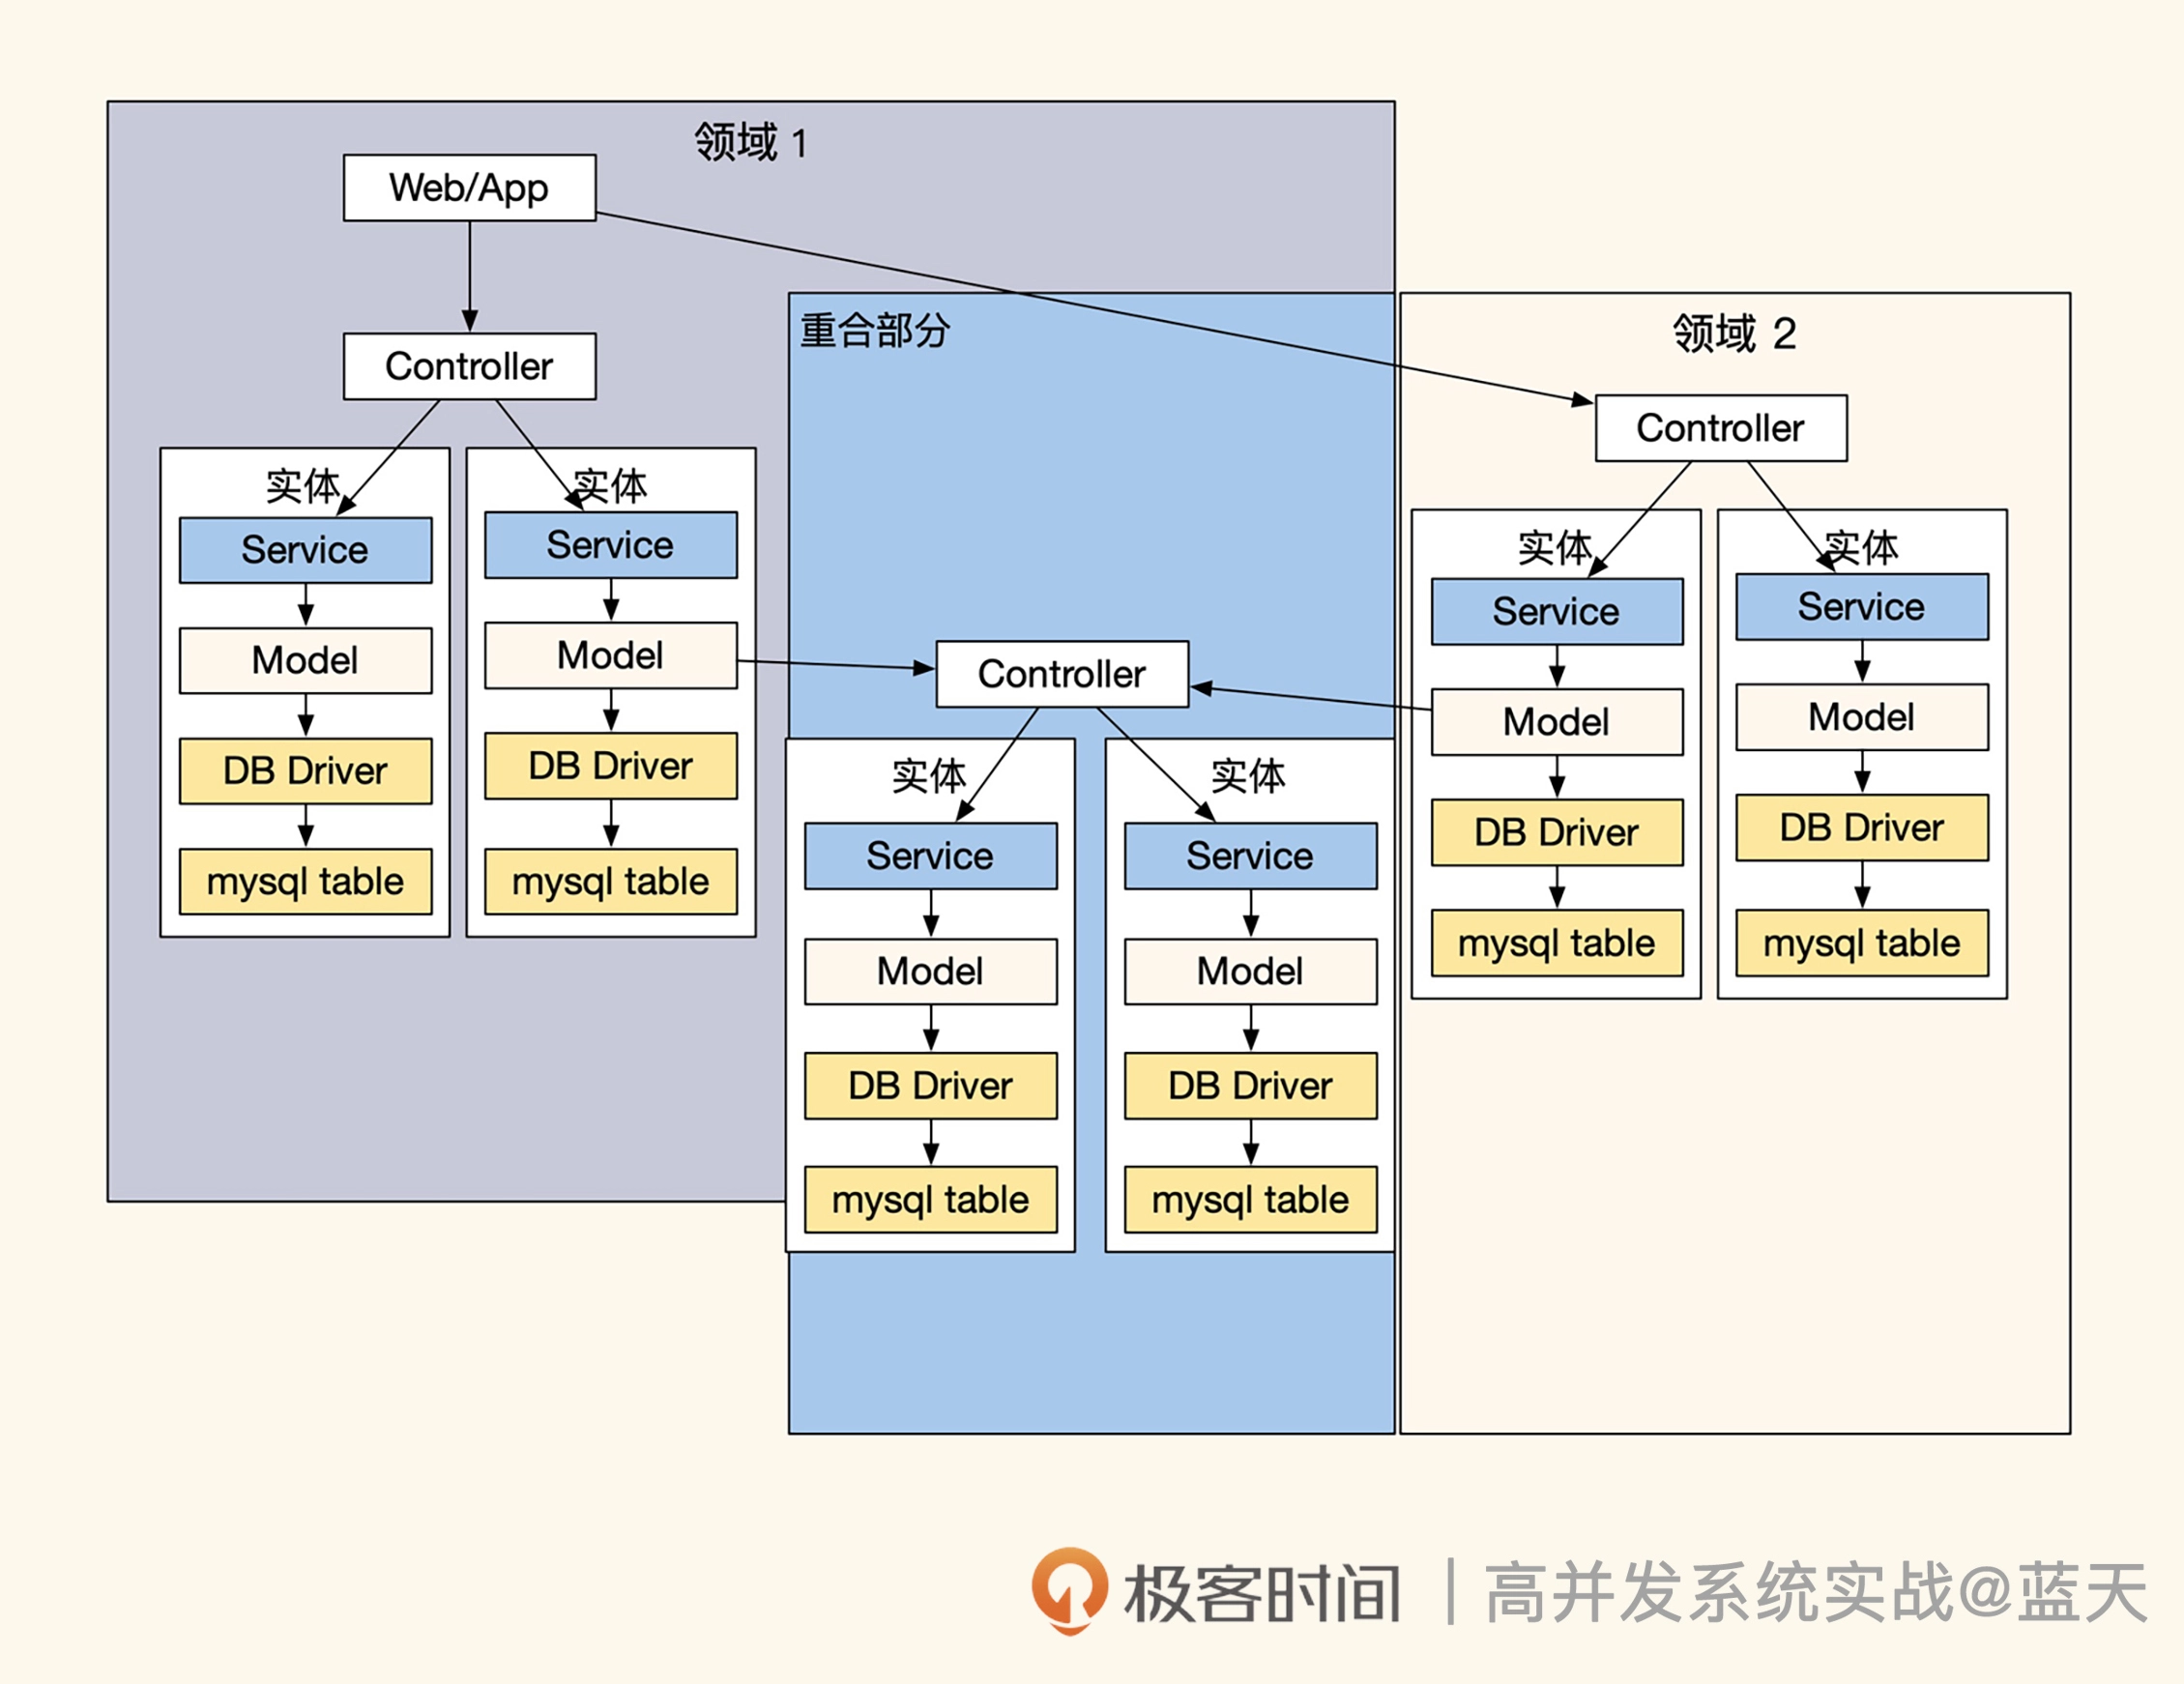 领域 1
Web/App
Controller
实体
Service
Model
DB Driver
mysql table
实体
Service
Model
DB Driver
mysql table
重合部分
Controller
实体
Service
Model
DB Driver
mysql table
实体
Service
Model
DB Driver
mysql table
领域 2
Controller
实体
Service
Model
DB Driver
mysql table
实体
Service
Model
DB Driver
mysql table
极客时间 | 高并发系统实战@蓝天